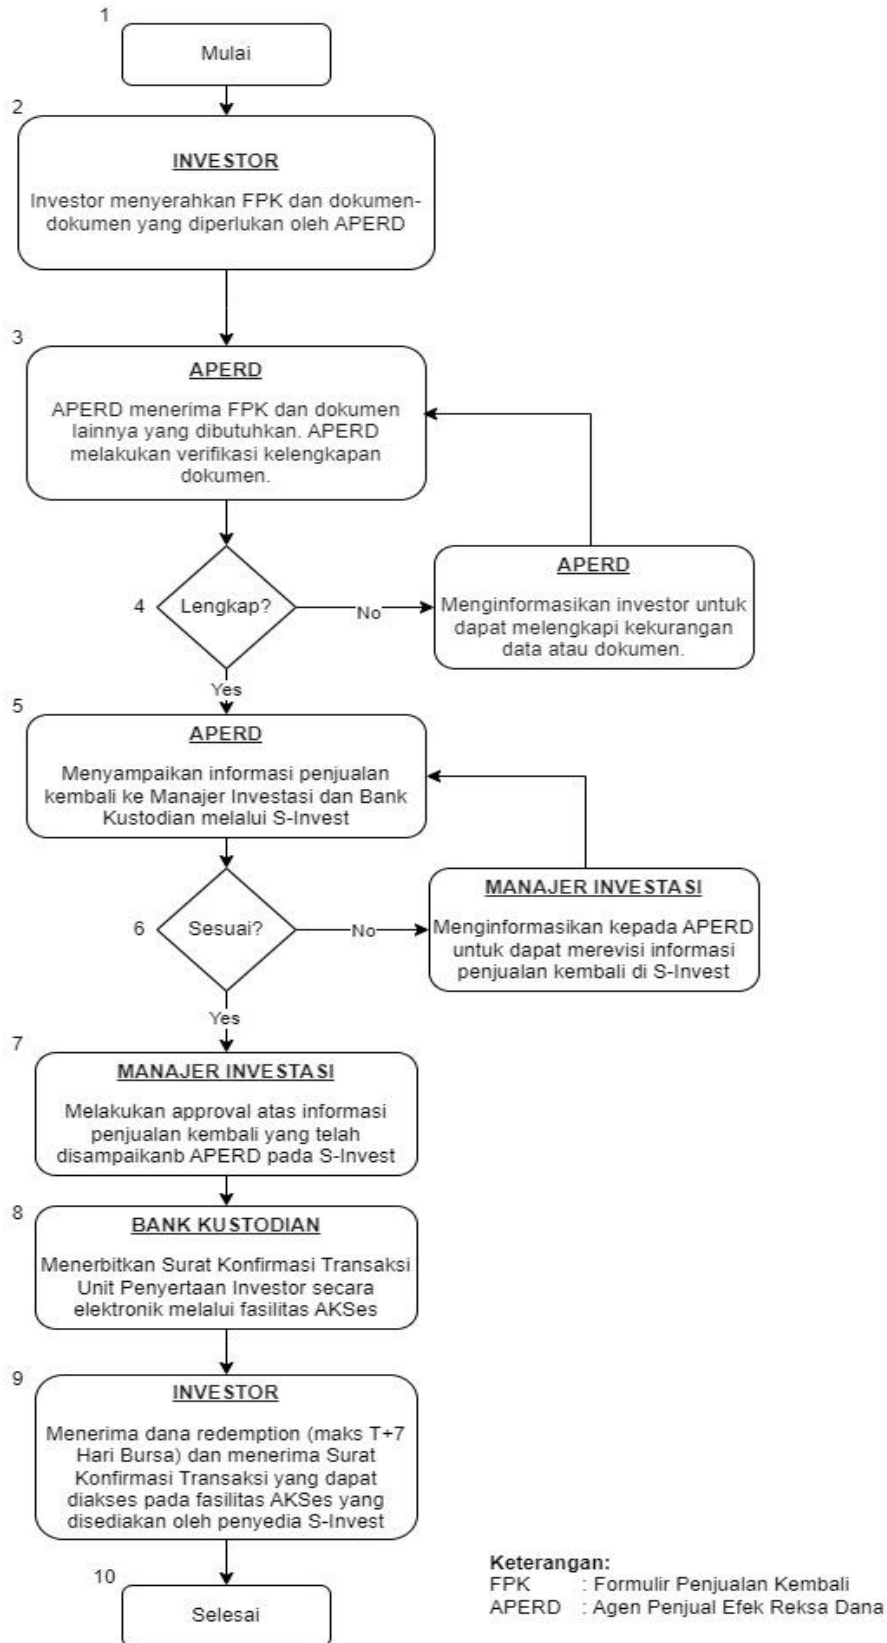 1
Mulai
2
INVESTOR
Investor menyerahkan FPK dan dokumen-
dokumen yang diperlukan oleh APERD
3
APERD
APERD menerima FPK dan dokumen
lainnya yang dibutuhkan. APERD
melakukan verifikasi kelengkapan
dokumen.
4
Lengkap?
No
APERD
Menginformasikan investor untuk
dapat melengkapi kekurangan
data atau dokumen.
Yes
5
APERD
Menyampaikan informasi penjualan
kembali ke Manajer Investasi dan Bank
Kustodian melalui S-Invest
6
Sesuai?
No
MANAJER INVESTASI
Menginformasikan kepada APERD
untuk dapat merevisi informasi
penjualan kembali di S-Invest
Yes
7
MANAJER INVESTASI
Melakukan approval atas informasi
penjualan kembali yang telah
disampaikanb APERD pada S-Invest
8
BANK KUSTODIAN
Menerbitkan Surat Konfirmasi Transaksi
Unit Penyertaan Investor secara
elektronik melalui fasilitas AKSes
9
INVESTOR
Menerima dana redemption (maks T+7
Hari Bursa) dan menerima Surat
Konfirmasi Transaksi yang dapat
diakses pada fasilitas AKSes yang
disediakan oleh penyedia S-Invest
10
Selesai
Keterangan:
FPK : Formulir Penjualan Kembali
APERD : Agen Penjual Efek Reksa Dana